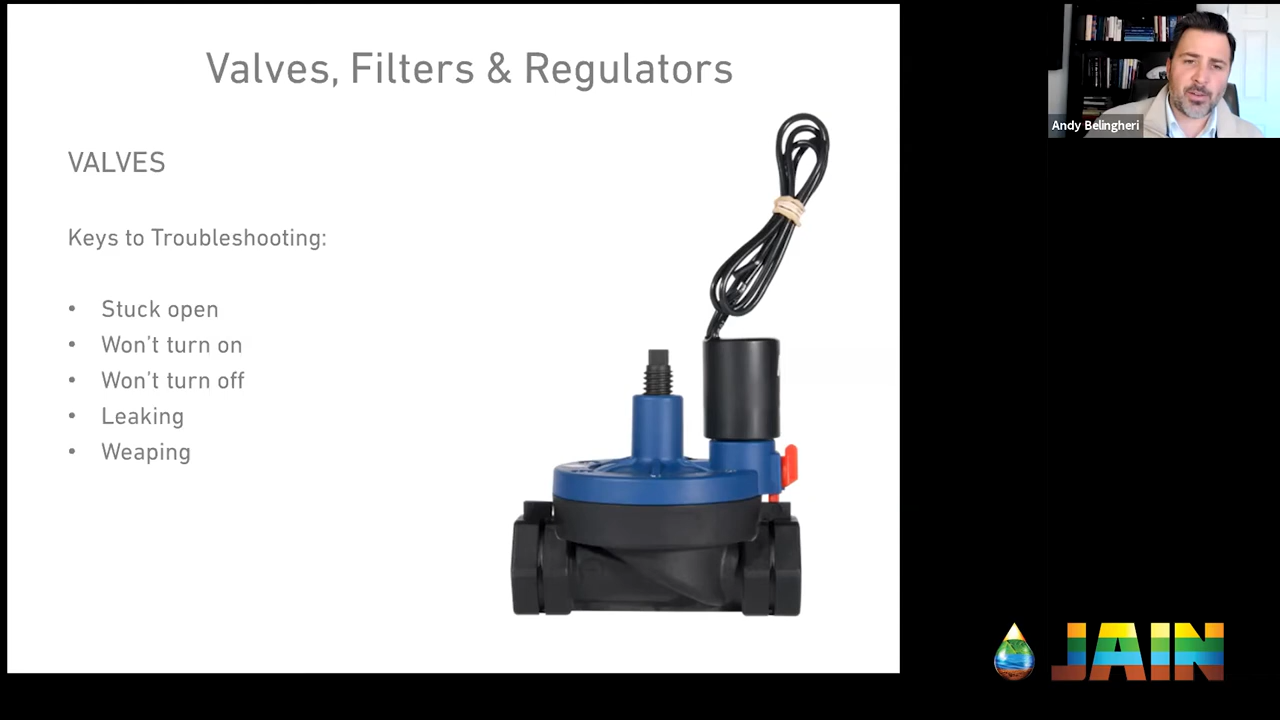 Valves, Filters & Regulators
Andy Belingheri
VALVES
Keys to Troubleshooting:
• Stuck open
• Won't turn on
• Won't turn off
• Leaking
• Weaping
JAIN